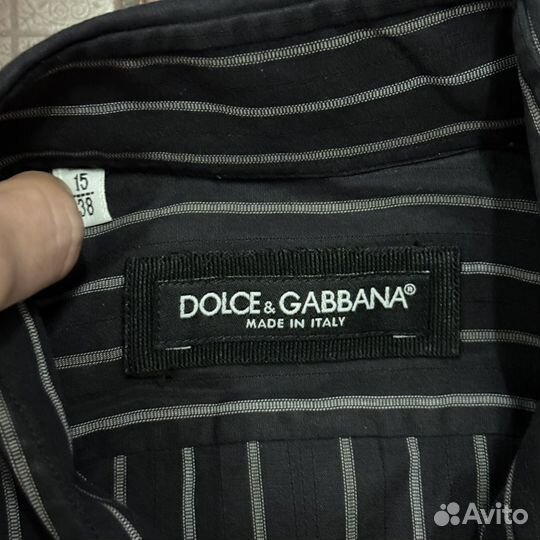 15
38
DOLCE & GABBANA®
MADE IN ITALY
Avito